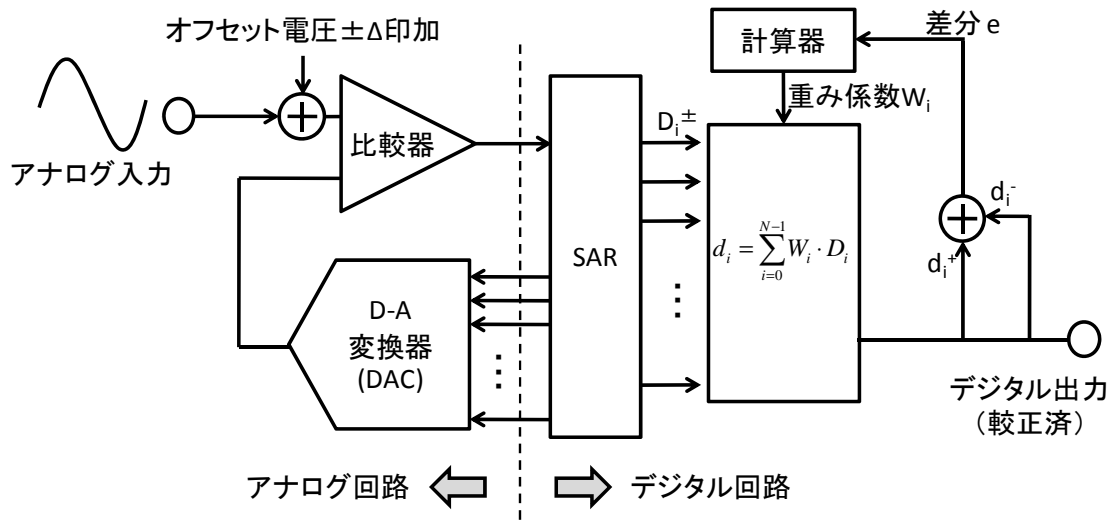 オフセット電圧±Δ印加
アナログ入力
比較器
D-A
変換器
(DAC)
SAR
D_i^±
計算器
重み係数W_i
差分 e
d_i = \sum_{i=0}^{N-1} W_i \cdot D_i
d_i^-
d_i^+
デジタル出力
（較正済）
アナログ回路
デジタル回路